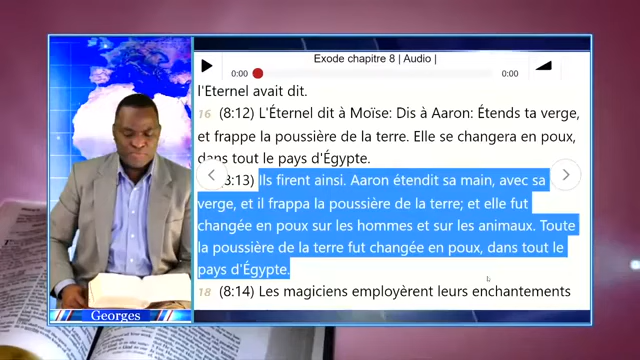 Exode chapitre 8 | Audio |
0:00
0:00
l'Eternel avait dit.
16 (8:12) L'Éternel dit à Moïse: Dis à Aaron: Étends ta verge,
et frappe la poussière de la terre. Elle se changera en poux,
dans tout le pays d'Égypte.
8:13) Ils firent ainsi. Aaron étendit sa main, avec sa
verge, et il frappa la poussière de la terre; et elle fut
changée en poux sur les hommes et sur les animaux. Toute
la poussière de la terre fut changée en poux, dans tout le
pays d'Égypte.
18 (8:14) Les magiciens employèrent leurs enchantements
Georges